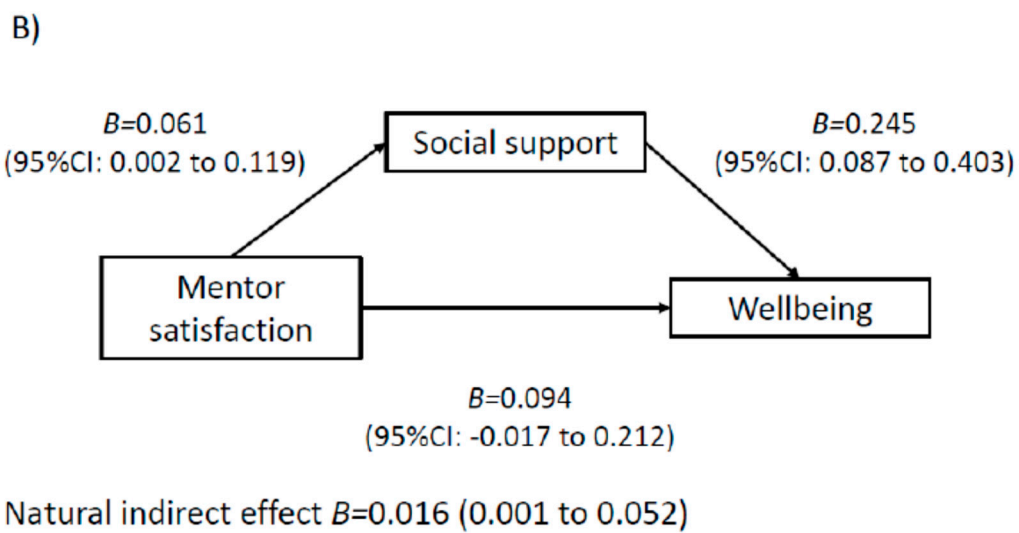 B)
B=0.061
(95%CI: 0.002 to 0.119)
Social support
B=0.245
(95%CI: 0.087 to 0.403)
Mentor
satisfaction
Wellbeing
B=0.094
(95%CI: -0.017 to 0.212)
Natural indirect effect B=0.016 (0.001 to 0.052)